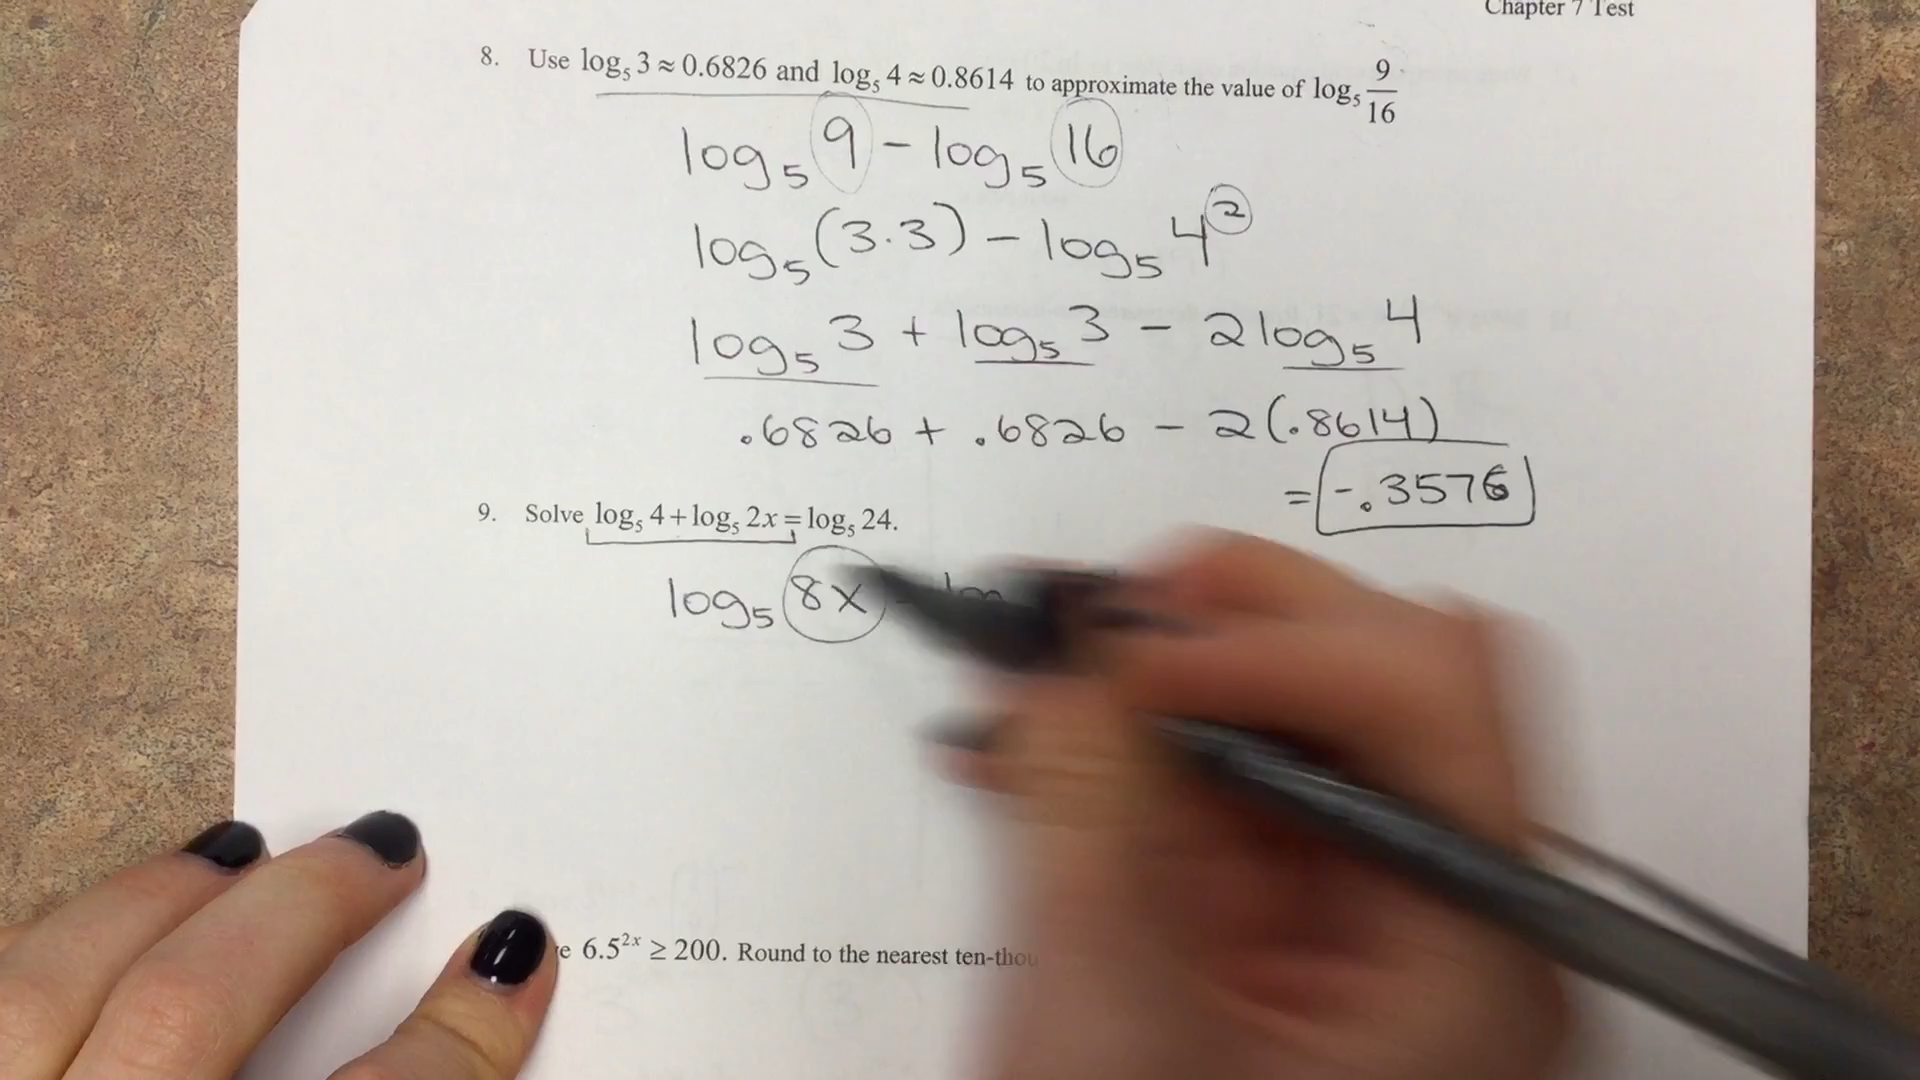 Chapter 7 Test
8. Use log₅ 3 ≈ 0.6826 and log₅ 4 ≈ 0.8614 to approximate the value of log₅ 9/16
log₅ 9 - log₅ 16
log₅ (3·3) - log₅ 4²
log₅ 3 + log₅ 3 - 2log₅ 4
.6826 + .6826 - 2(.8614)
= -.3576
9. Solve log₅ 4 + log₅ 2x = log₅ 24.
log₅ 8x
6.5²ˣ ≥ 200. Round to the nearest